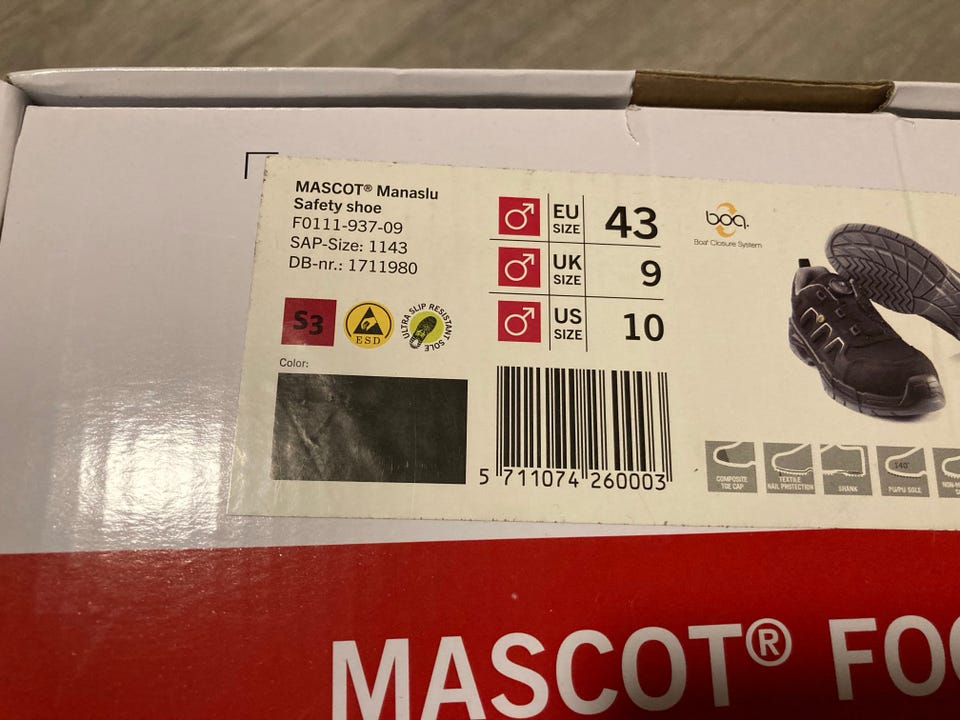 MASCOT® Manaslu
Safety shoe
F0111-937-09
SAP-Size: 1143
DB-nr.: 1711980
EU SIZE 43
UK SIZE 9
US SIZE 10
boa
Boa® Closure System
S3
ESD
ULTRA SLIP RESISTANT SOLE
Color:
5 711074 260003
COMPOSITE TOE CAP
TEXTILE NAIL PROTECTION
SHANK
140°
PU/PU SOLE
MASCOT® FOO